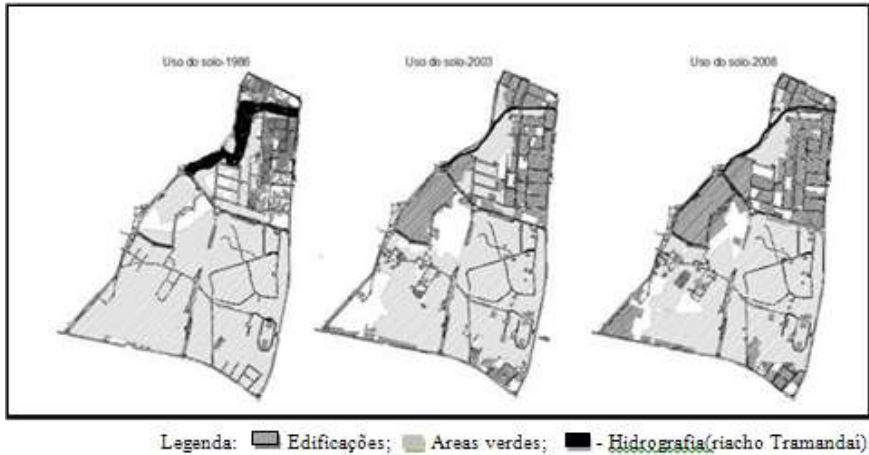 Uso do solo-1986
Uso do solo-2003
Uso do solo-2008
Legenda: Edificações; Areas verdes; - Hidrografia(riacho Tramandaí)